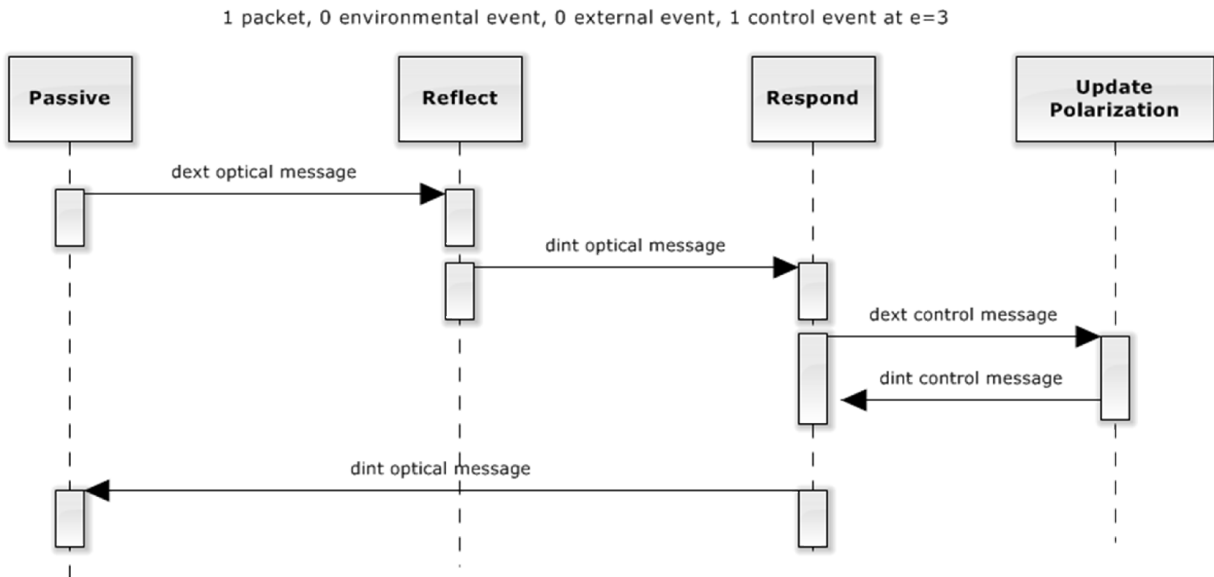 1 packet, 0 environmental event, 0 external event, 1 control event at e=3
Passive
Reflect
Respond
Update
Polarization
dext optical message
dint optical message
dext control message
dint control message
dint optical message